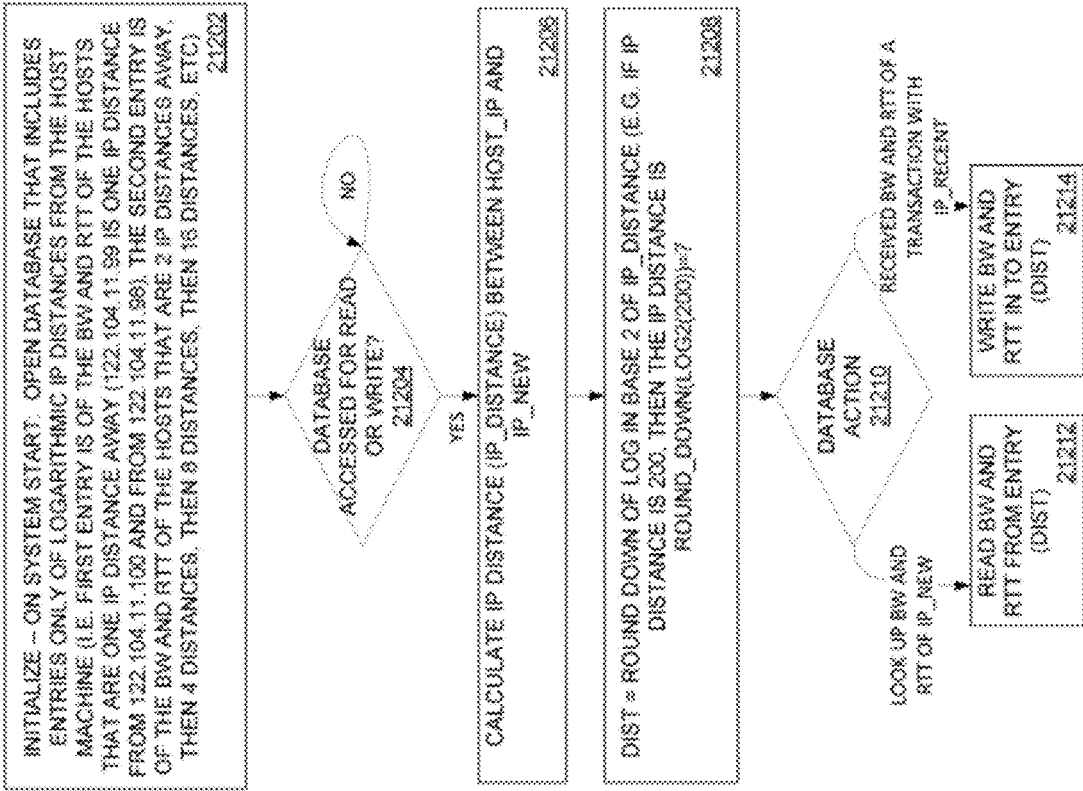 INITIALIZE – ON SYSTEM START: OPEN DATABASE THAT INCLUDES
ENTRIES ONLY OF LOGARITHMIC IP DISTANCES FROM THE HOST
MACHINE (I.E. FIRST ENTRY IS OF THE BW AND RTT OF THE HOSTS
THAT ARE ONE IP DISTANCE AWAY (122.104.11.99 IS ONE IP DISTANCE
FROM 122.104.11.100 AND FROM 122.104.11.98). THE SECOND ENTRY IS
OF THE BW AND RTT OF THE HOSTS THAT ARE 2 IP DISTANCES AWAY,
THEN 4 DISTANCES, THEN 8 DISTANCES, THEN 16 DISTANCES, ETC)
21202
DATABASE
ACCESSED FOR READ
OR WRITE?
21204
NO
YES
CALCULATE IP DISTANCE (IP_DISTANCE) BETWEEN HOST_IP AND
IP_NEW
21206
DIST = ROUND DOWN OF LOG IN BASE 2 OF IP_DISTANCE (E.G. IF IP
DISTANCE IS 200, THEN THE IP DISTANCE IS
ROUND_DOWN(LOG2(200))=7
21208
DATABASE
ACTION
21210
LOOK UP BW AND
RTT OF IP_NEW
RECEIVED BW AND RTT OF A
TRANSACTION WITH
IP_RECENT
READ BW AND
RTT FROM ENTRY
(DIST)
21212
WRITE BW AND
RTT IN TO ENTRY
(DIST)
21214